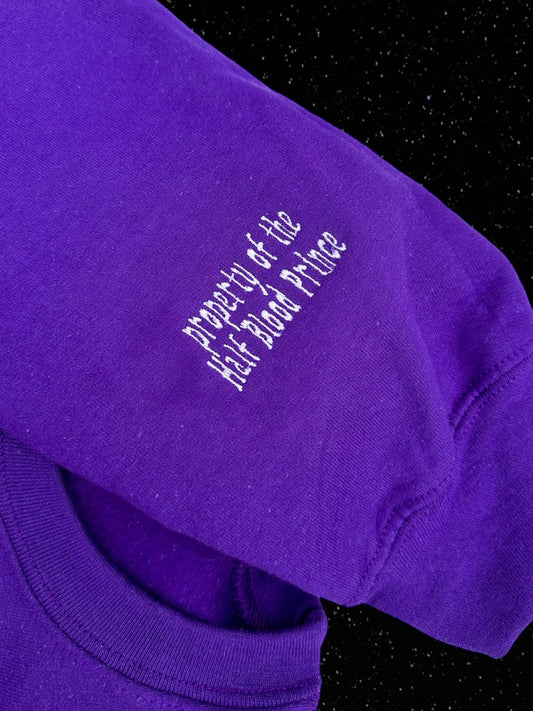 property of the
Half Blood Prince